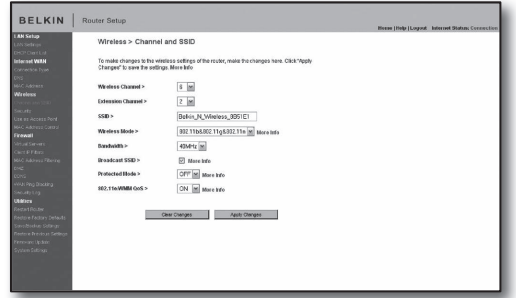 BELKIN | Router Setup
Home | Help | Logout Internet Status: Connection
LAN Setup
LAN Settings
DHCP Client List
Internet WAN
Connection Type
DNS
MAC Address
Wireless
Channel and SSID
Security
Use as Access Point
MAC Address Control
Firewall
Virtual Servers
Client IP Filters
MAC Address Filtering
DMZ
DDNS
WAN Ping Blocking
Security Log
Utilities
Restart Router
Restore Factory Defaults
Save/Backup Settings
Restore Previous Settings
Firmware Update
System Settings
Wireless > Channel and SSID
To make changes to the wireless settings of the router, make the changes here. Click "Apply
Changes" to save the settings. More Info
Wireless Channel > 6
Extension Channel > 2
SSID > Belkin_N_Wireless_8B51E1
Wireless Mode > 802.11b&802.11g&802.11n More Info
Bandwidth > 40MHz
Broadcast SSID > More Info
Protected Mode > OFF More Info
802.11e/WMM QoS > ON More Info
Clear Changes Apply Changes